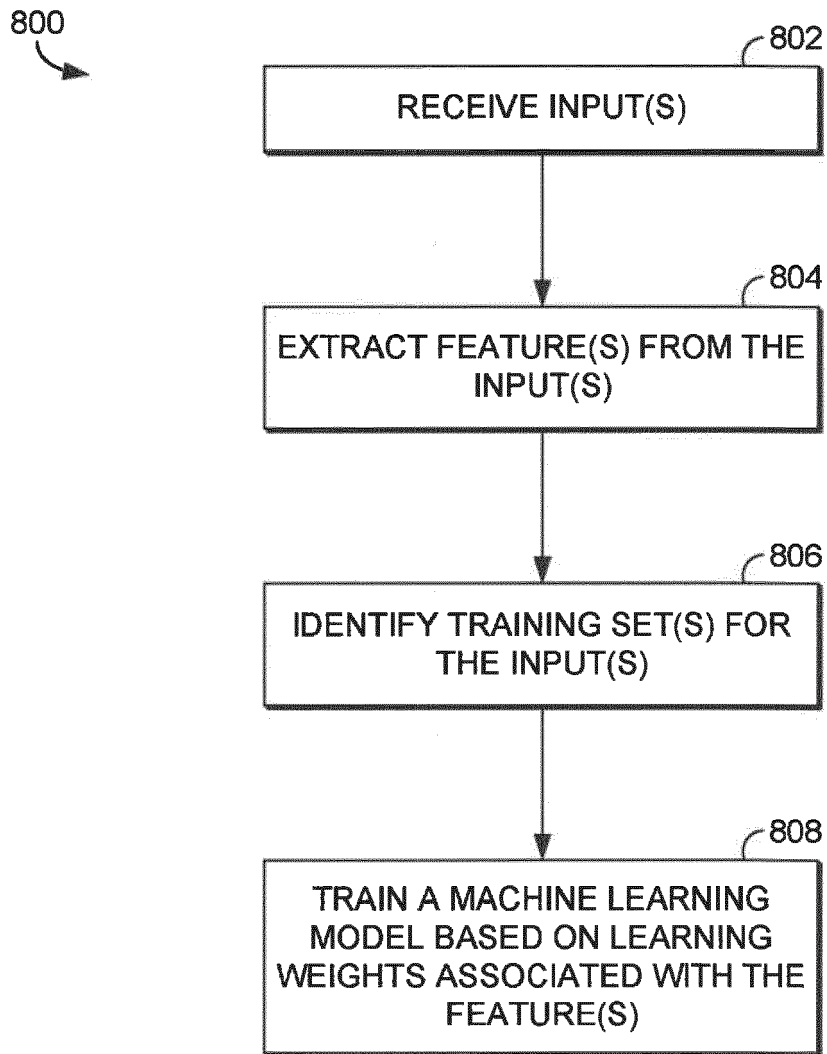 800
802
RECEIVE INPUT(S)
804
EXTRACT FEATURE(S) FROM THE
INPUT(S)
806
IDENTIFY TRAINING SET(S) FOR
THE INPUT(S)
808
TRAIN A MACHINE LEARNING
MODEL BASED ON LEARNING
WEIGHTS ASSOCIATED WITH THE
FEATURE(S)